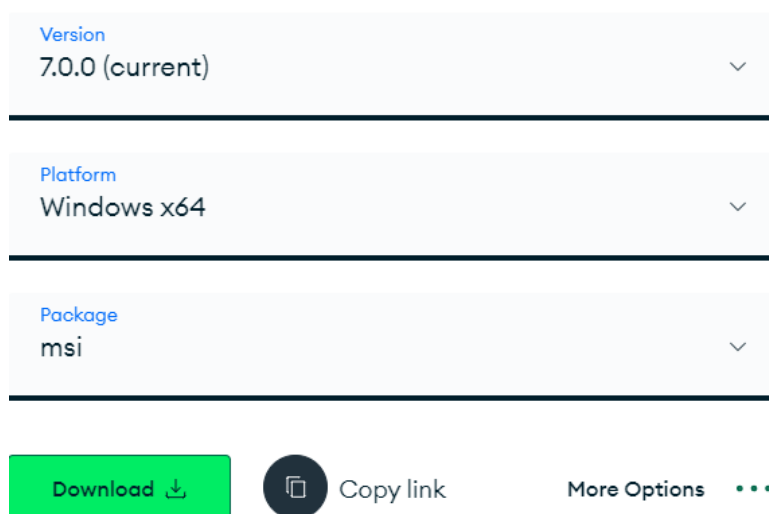 Version
7.0.0 (current)
Platform
Windows x64
Package
msi
Download
Copy link
More Options